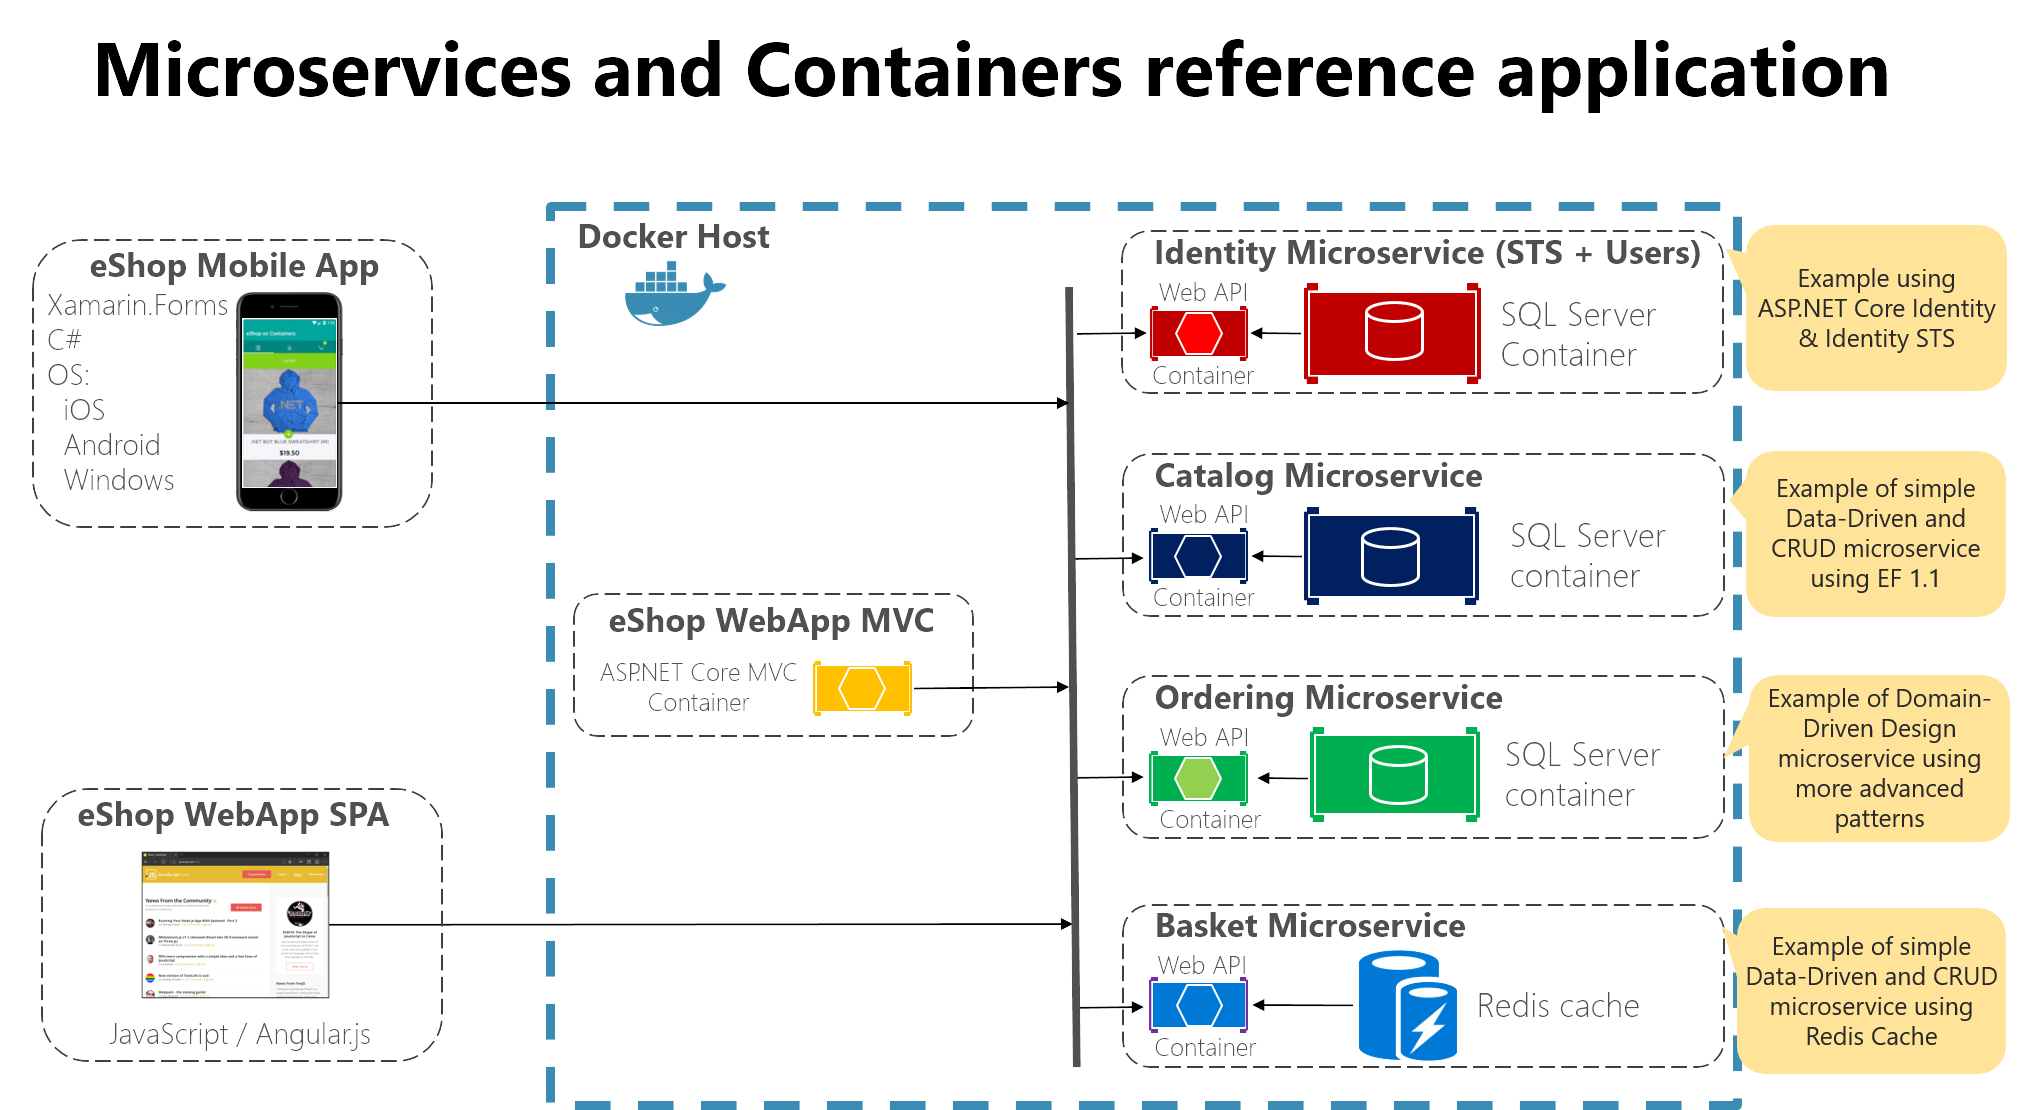 Microservices and Containers reference application
eShop Mobile App
Xamarin.Forms
C#
OS:
iOS
Android
Windows
eShop on Containers
.NET
.NET BOT BLUE SWEATSHIRT (M)
$19.50
eShop WebApp SPA
JS
News From the Community
JavaScript / Angular.js
Docker Host
eShop WebApp MVC
ASP.NET Core MVC
Container
Identity Microservice (STS + Users)
Web API
Container
SQL Server
Container
Catalog Microservice
Web API
Container
SQL Server
container
Ordering Microservice
Web API
Container
SQL Server
container
Basket Microservice
Web API
Container
Redis cache
Example using
ASP.NET Core Identity
& Identity STS
Example of simple
Data-Driven and
CRUD microservice
using EF 1.1
Example of Domain-
Driven Design
microservice using
more advanced
patterns
Example of simple
Data-Driven and CRUD
microservice using
Redis Cache